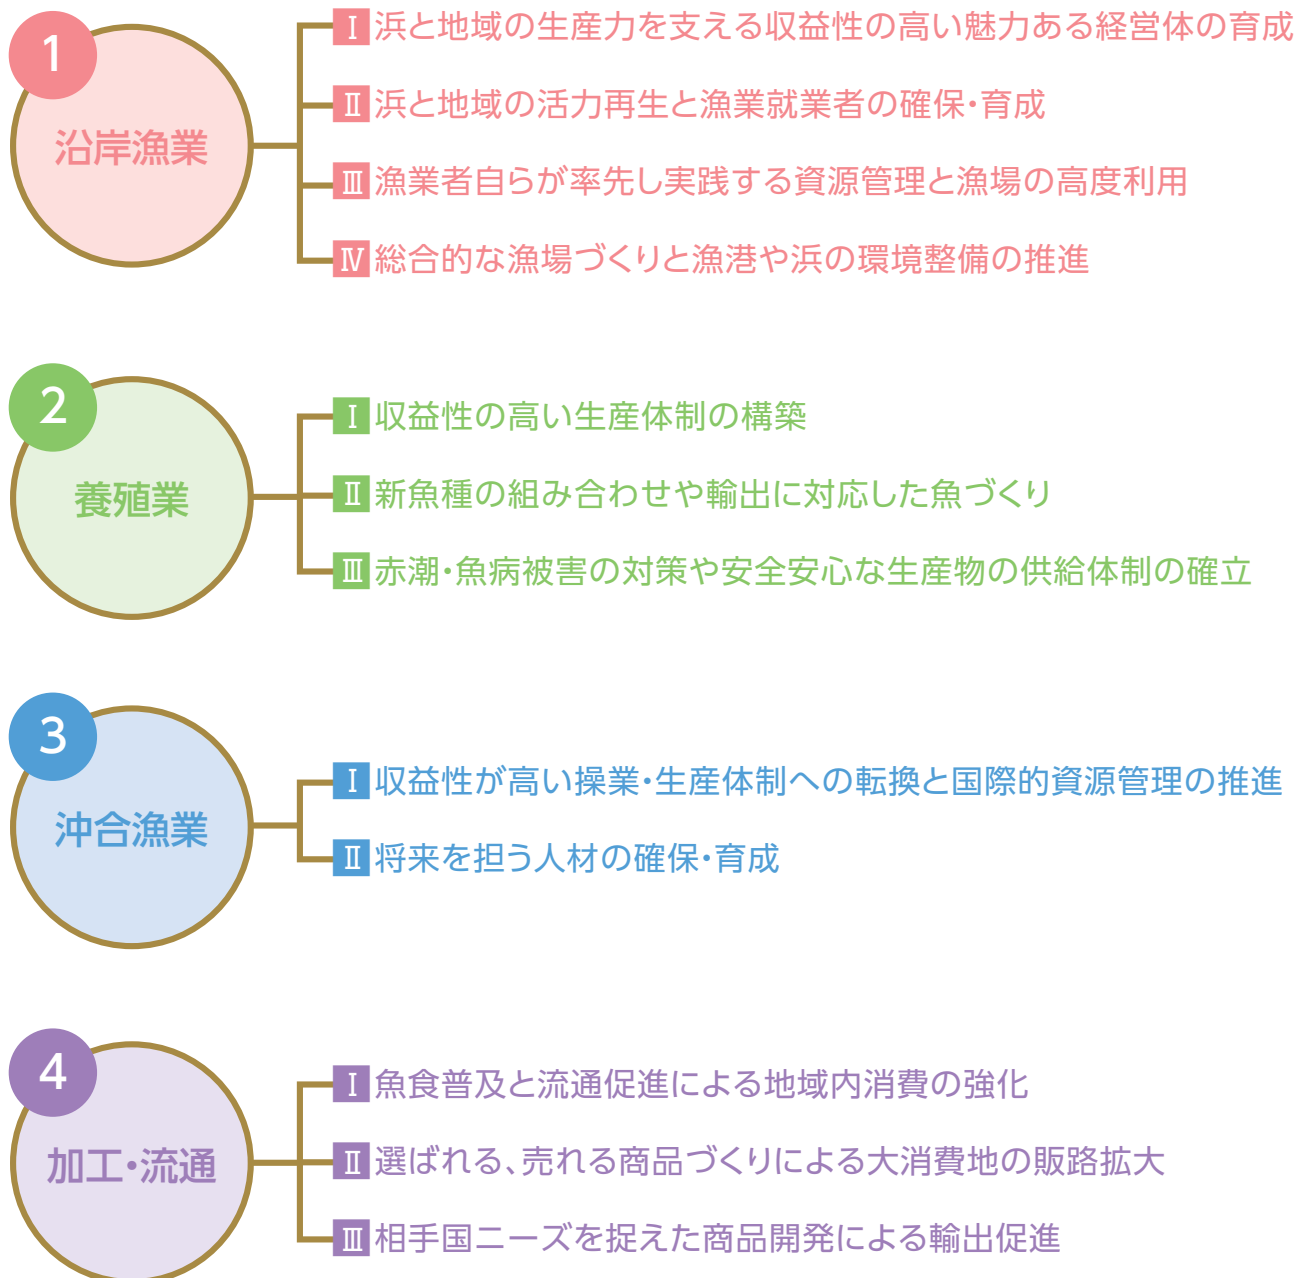 1
沿岸漁業
Ⅰ 浜と地域の生産力を支える収益性の高い魅力ある経営体の育成
Ⅱ 浜と地域の活力再生と漁業就業者の確保・育成
Ⅲ 漁業者自らが率先し実践する資源管理と漁場の高度利用
Ⅳ 総合的な漁場づくりと漁港や浜の環境整備の推進
2
養殖業
Ⅰ 収益性の高い生産体制の構築
Ⅱ 新魚種の組み合わせや輸出に対応した魚づくり
Ⅲ 赤潮・魚病被害の対策や安全安心な生産物の供給体制の確立
3
沖合漁業
Ⅰ 収益性が高い操業・生産体制への転換と国際的資源管理の推進
Ⅱ 将来を担う人材の確保・育成
4
加工・流通
Ⅰ 魚食普及と流通促進による地域内消費の強化
Ⅱ 選ばれる、売れる商品づくりによる大消費地の販路拡大
Ⅲ 相手国ニーズを捉えた商品開発による輸出促進